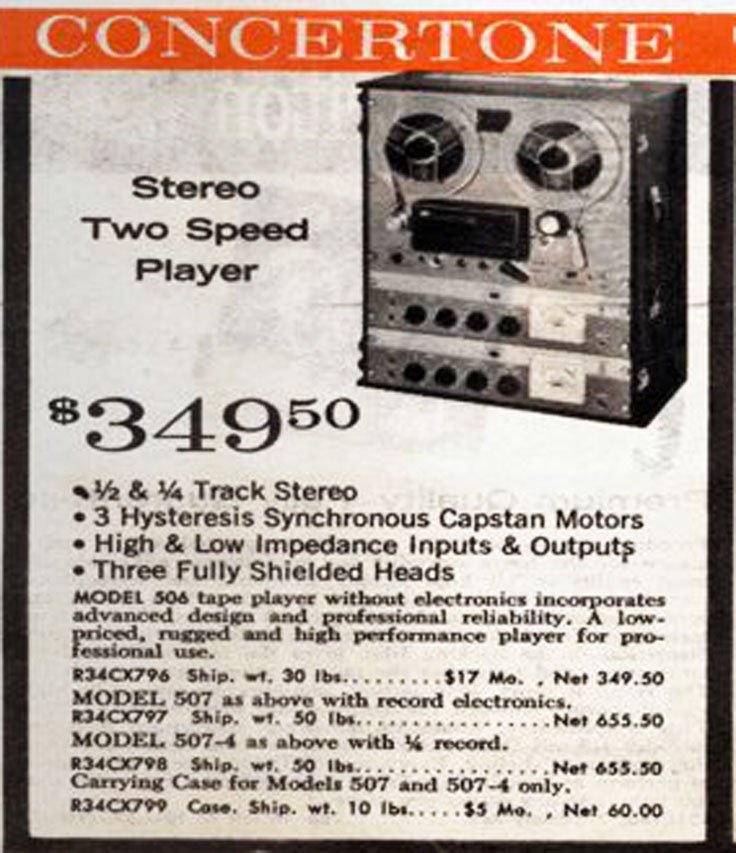 CONCERTONE
Stereo
Two Speed
Player
$349 50
• ½ & ¼ Track Stereo
• 3 Hysteresis Synchronous Capstan Motors
• High & Low Impedance Inputs & Outputs
• Three Fully Shielded Heads
MODEL 506 tape player without electronics incorporates
advanced design and professional reliability. A low-
priced, rugged and high performance player for pro-
fessional use.
R34CX796 Ship. wt. 30 lbs.........$17 Mo. , Net 349.50
MODEL 507 as above with record electronics.
R34CX797 Ship. wt. 50 lbs..................Net 655.50
MODEL 507-4 as above with ¼ record.
R34CX798 Ship. wt. 50 lbs..................Net 655.50
Carrying Case for Models 507 and 507-4 only.
R34CX799 Case. Ship. wt. 10 lbs.....$5 Mo. , Net 60.00